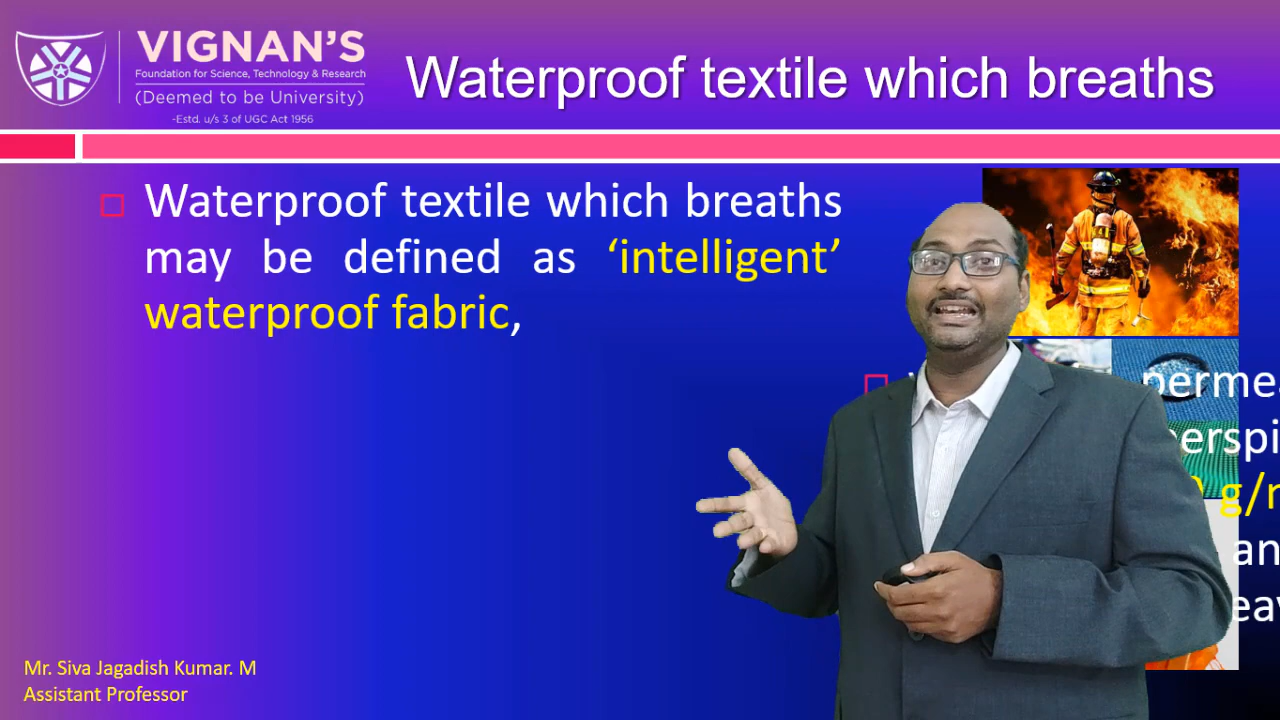 VIGNAN'S
Foundation for Science, Technology & Research
(Deemed to be University)
-Estd. u/s 3 of UGC Act 1956
Waterproof textile which breaths
Waterproof textile which breaths
may be defined as ‘intelligent’
waterproof fabric,
Mr. Siva Jagadish Kumar. M
Assistant Professor